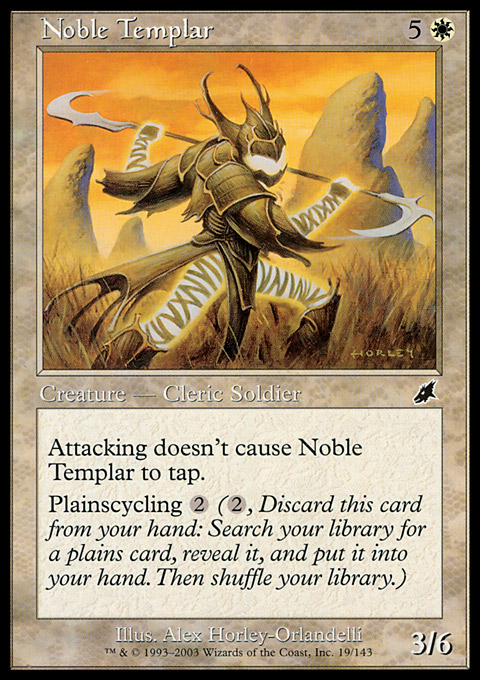 Noble Templar 5
HORLEY
Creature — Cleric Soldier
Attacking doesn't cause Noble
Templar to tap.
Plainscycling 2 (2, Discard this card
from your hand: Search your library for
a plains card, reveal it, and put it into
your hand. Then shuffle your library.)
Illus. Alex Horley-Orlandelli
3/6
™ & © 1993–2003 Wizards of the Coast, Inc. 19/143